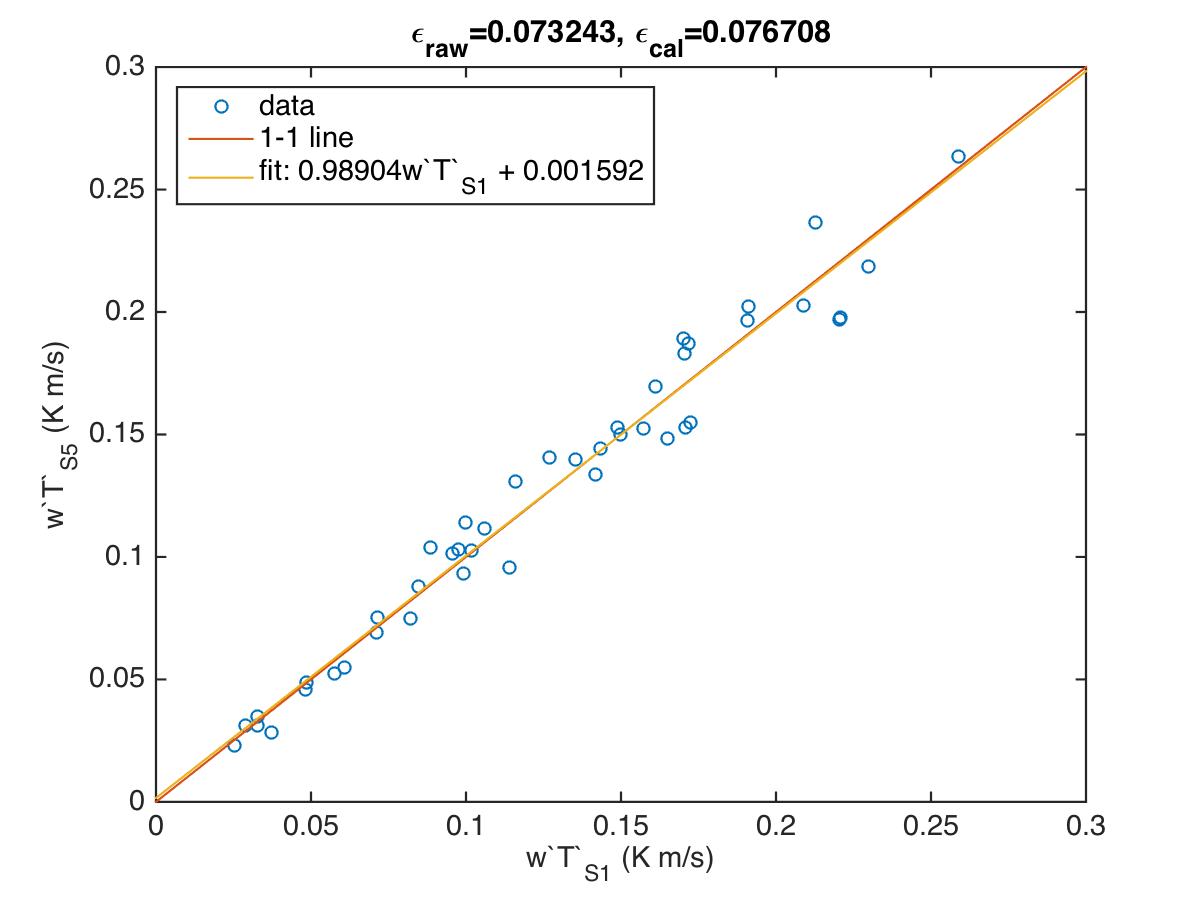 ϵraw=0.073243, ϵcal=0.076708
0.3
0.25
0.2
0.15
0.1
0.05
0
data
1-1 line
fit: 0.98904w`T`S1 + 0.001592
w`T`S5 (K m/s)
0 0.05 0.1 0.15 0.2 0.25 0.3
w`T`S1 (K m/s)